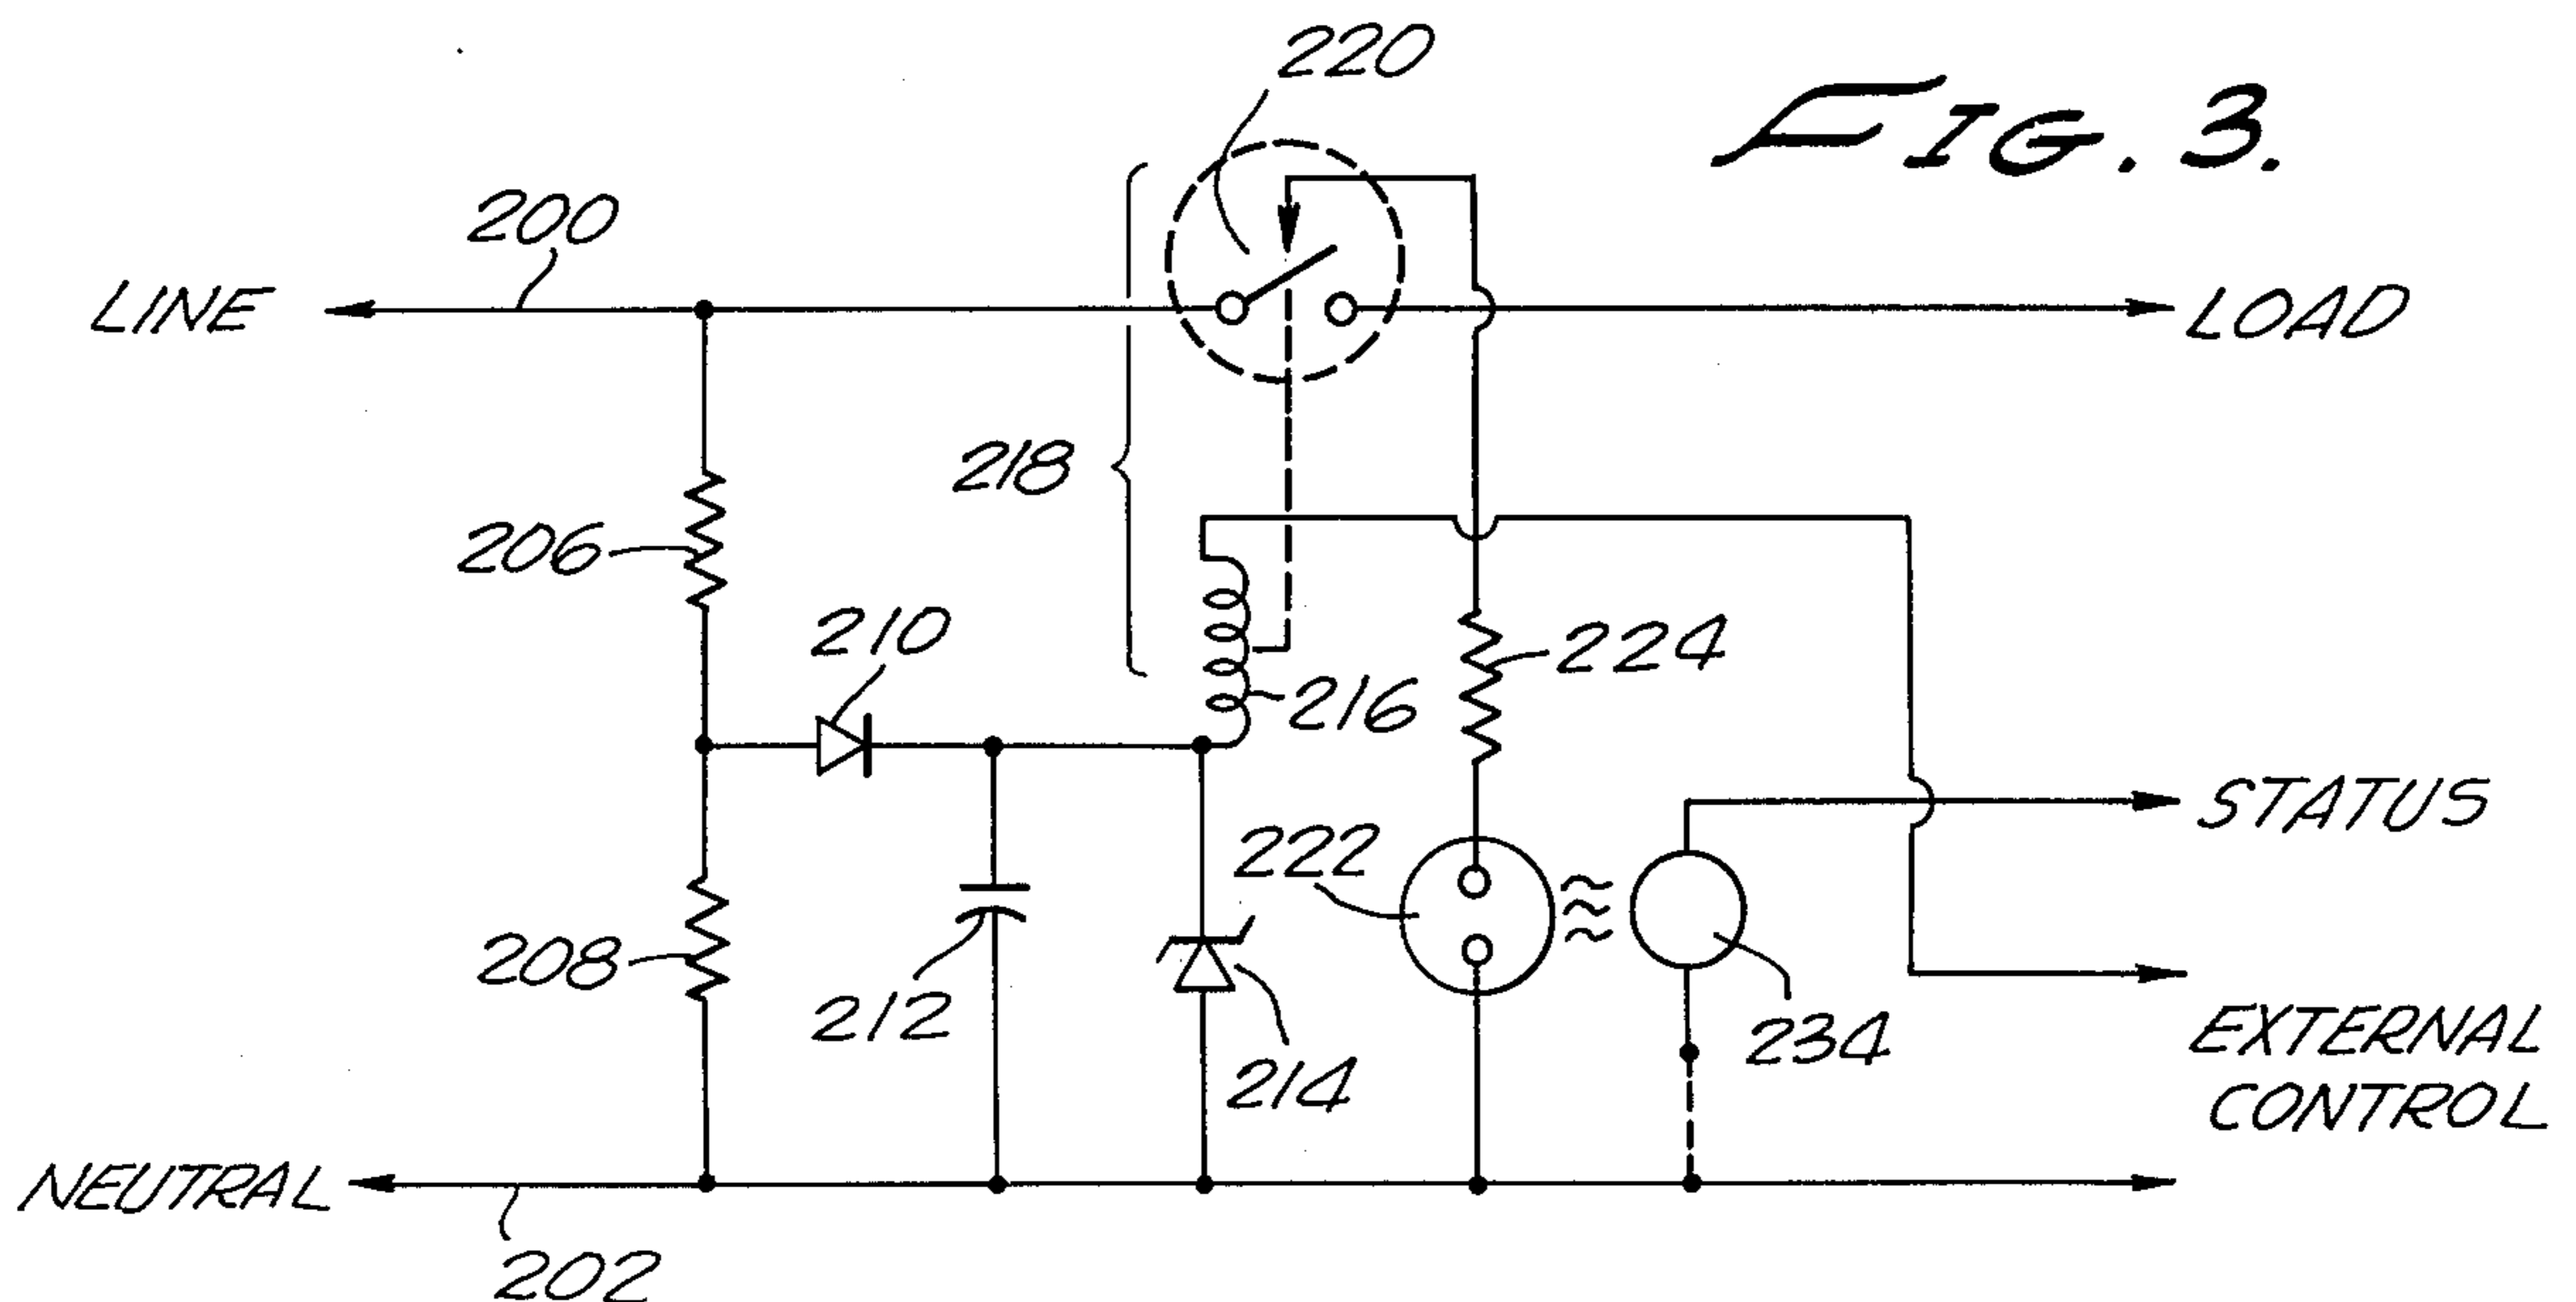 220
FIG. 3.
200
LINE
LOAD
218
206
210
224
216
STATUS
222
208
212
234
214
EXTERNAL
CONTROL
NEUTRAL
202